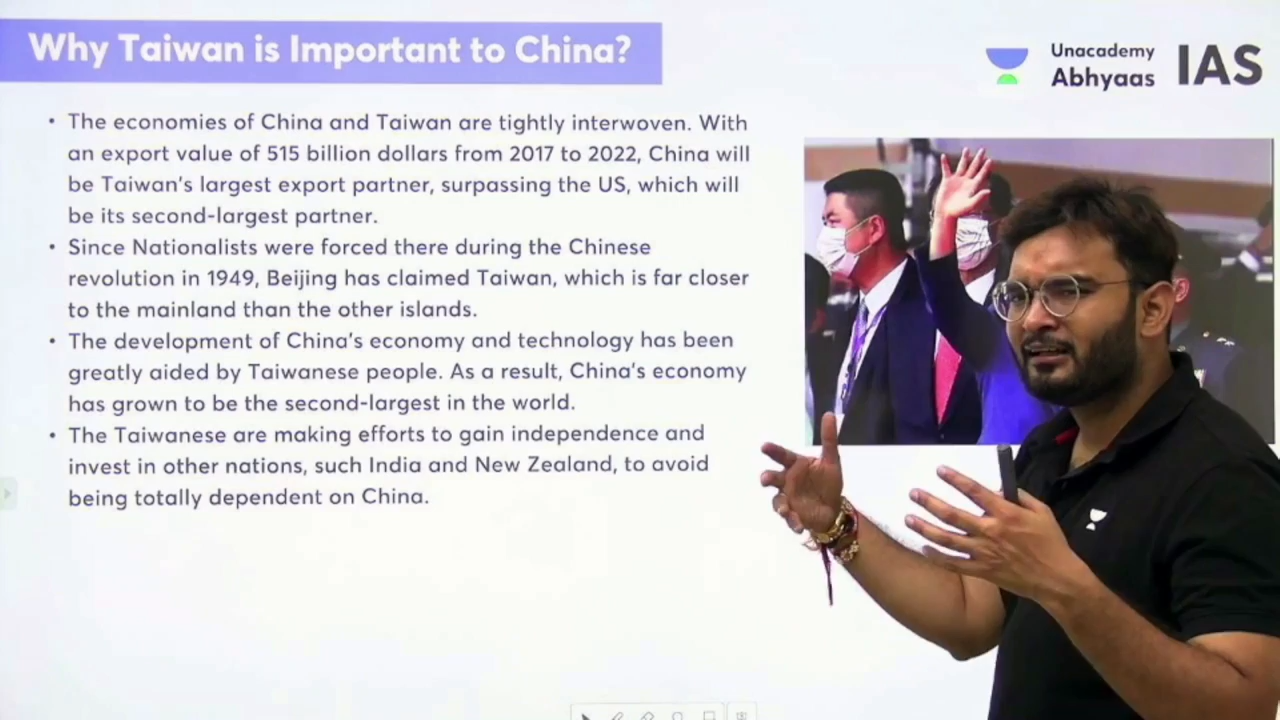 Why Taiwan is Important to China?
Unacademy
Abhyaas
IAS
• The economies of China and Taiwan are tightly interwoven. With
an export value of 515 billion dollars from 2017 to 2022, China will
be Taiwan's largest export partner, surpassing the US, which will
be its second-largest partner.
• Since Nationalists were forced there during the Chinese
revolution in 1949, Beijing has claimed Taiwan, which is far closer
to the mainland than the other islands.
• The development of China's economy and technology has been
greatly aided by Taiwanese people. As a result, China's economy
has grown to be the second-largest in the world.
• The Taiwanese are making efforts to gain independence and
invest in other nations, such India and New Zealand, to avoid
being totally dependent on China.